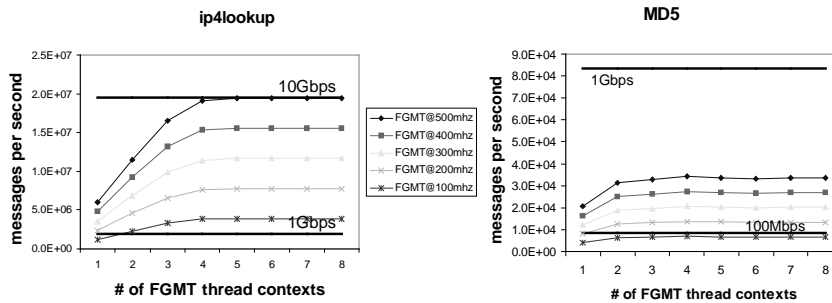 ip4lookup
messages per second
2.5E+07
2.0E+07
1.5E+07
1.0E+07
5.0E+06
0.0E+00
10Gbps
1Gbps
1 2 3 4 5 6 7 8
# of FGMT thread contexts
FGMT@500mhz
FGMT@400mhz
FGMT@300mhz
FGMT@200mhz
FGMT@100mhz
MD5
messages per second
9.0E+04
8.0E+04
7.0E+04
6.0E+04
5.0E+04
4.0E+04
3.0E+04
2.0E+04
1.0E+04
0.0E+00
1Gbps
100Mbps
1 2 3 4 5 6 7 8
# of FGMT thread contexts